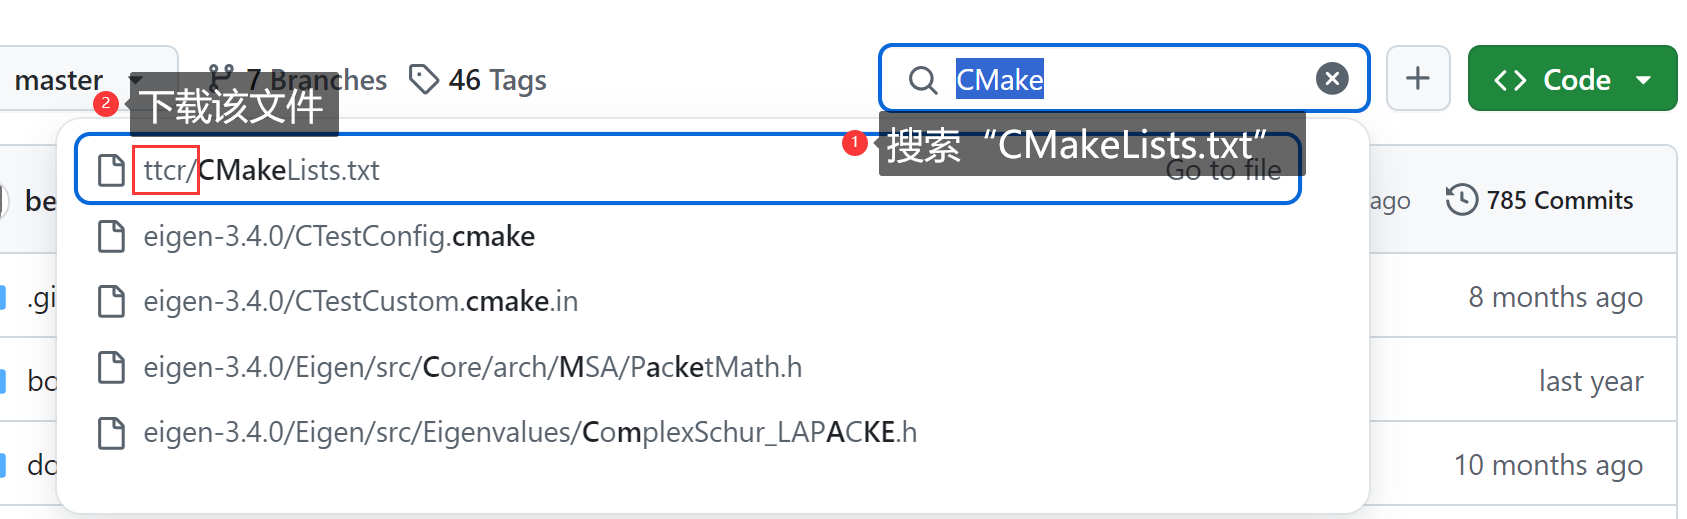 master 7 Branches 46 Tags CMake Code
2 下载该文件
1 搜索“CMakeLists.txt”
ttcr/CMakeLists.txt Go to file
be ago 785 Commits
eigen-3.4.0/CTestConfig.cmake
.gi eigen-3.4.0/CTestCustom.cmake.in 8 months ago
bo eigen-3.4.0/Eigen/src/Core/arch/MSA/PacketMath.h last year
eigen-3.4.0/Eigen/src/Eigenvalues/ComplexSchur_LAPACKE.h
do 10 months ago